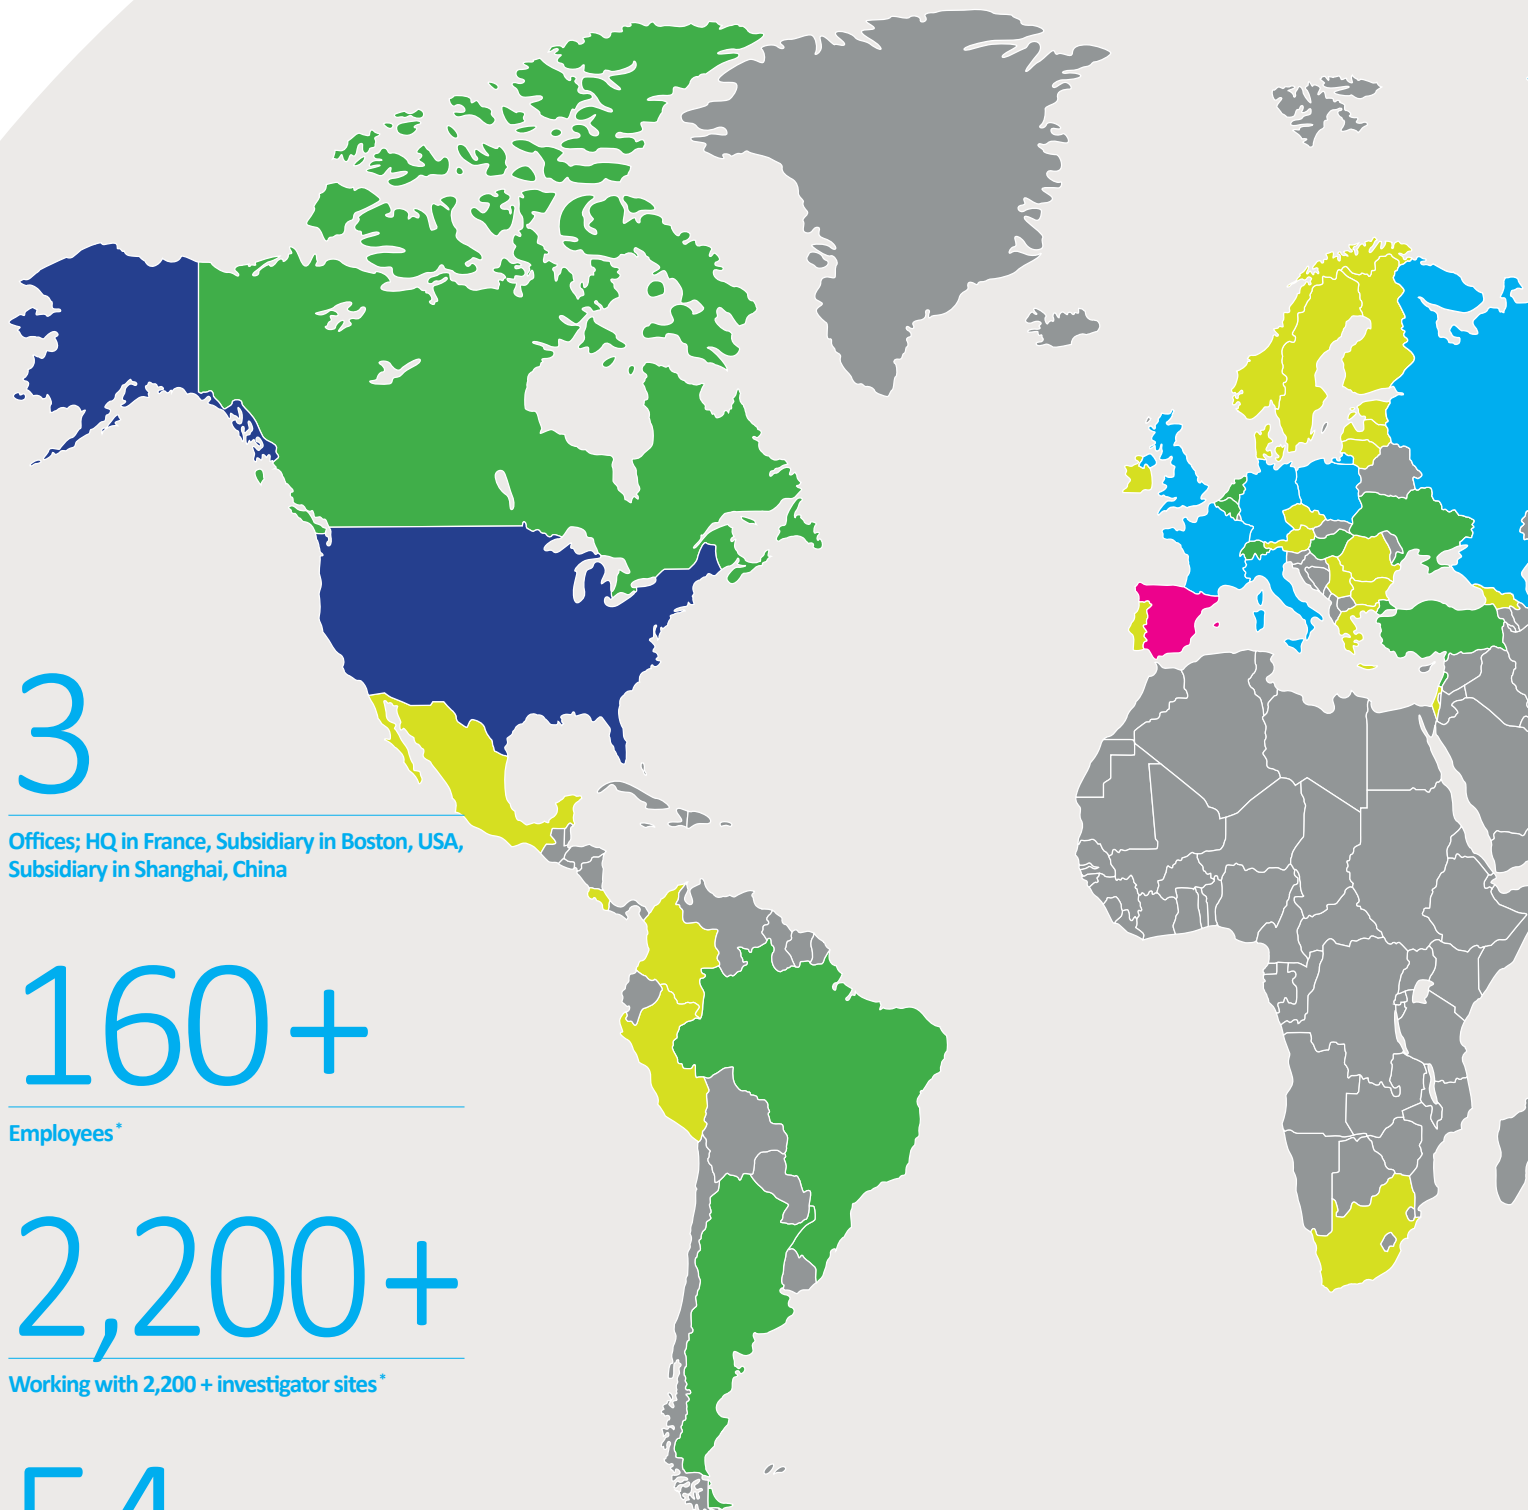 3
Offices; HQ in France, Subsidiary in Boston, USA,
Subsidiary in Shanghai, China
160+
Employees*
2,200+
Working with 2,200 + investigator sites*
54